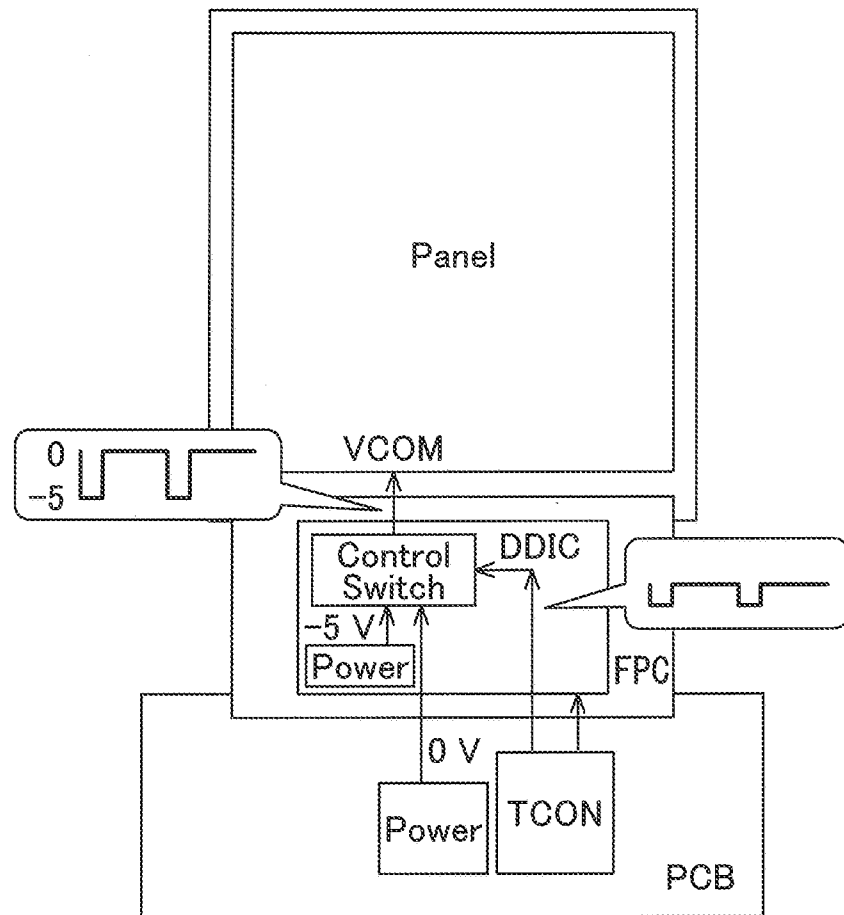 Panel
0
-5
VCOM
DDIC
Control
Switch
-5 V
Power
FPC
0 V
Power
TCON
PCB